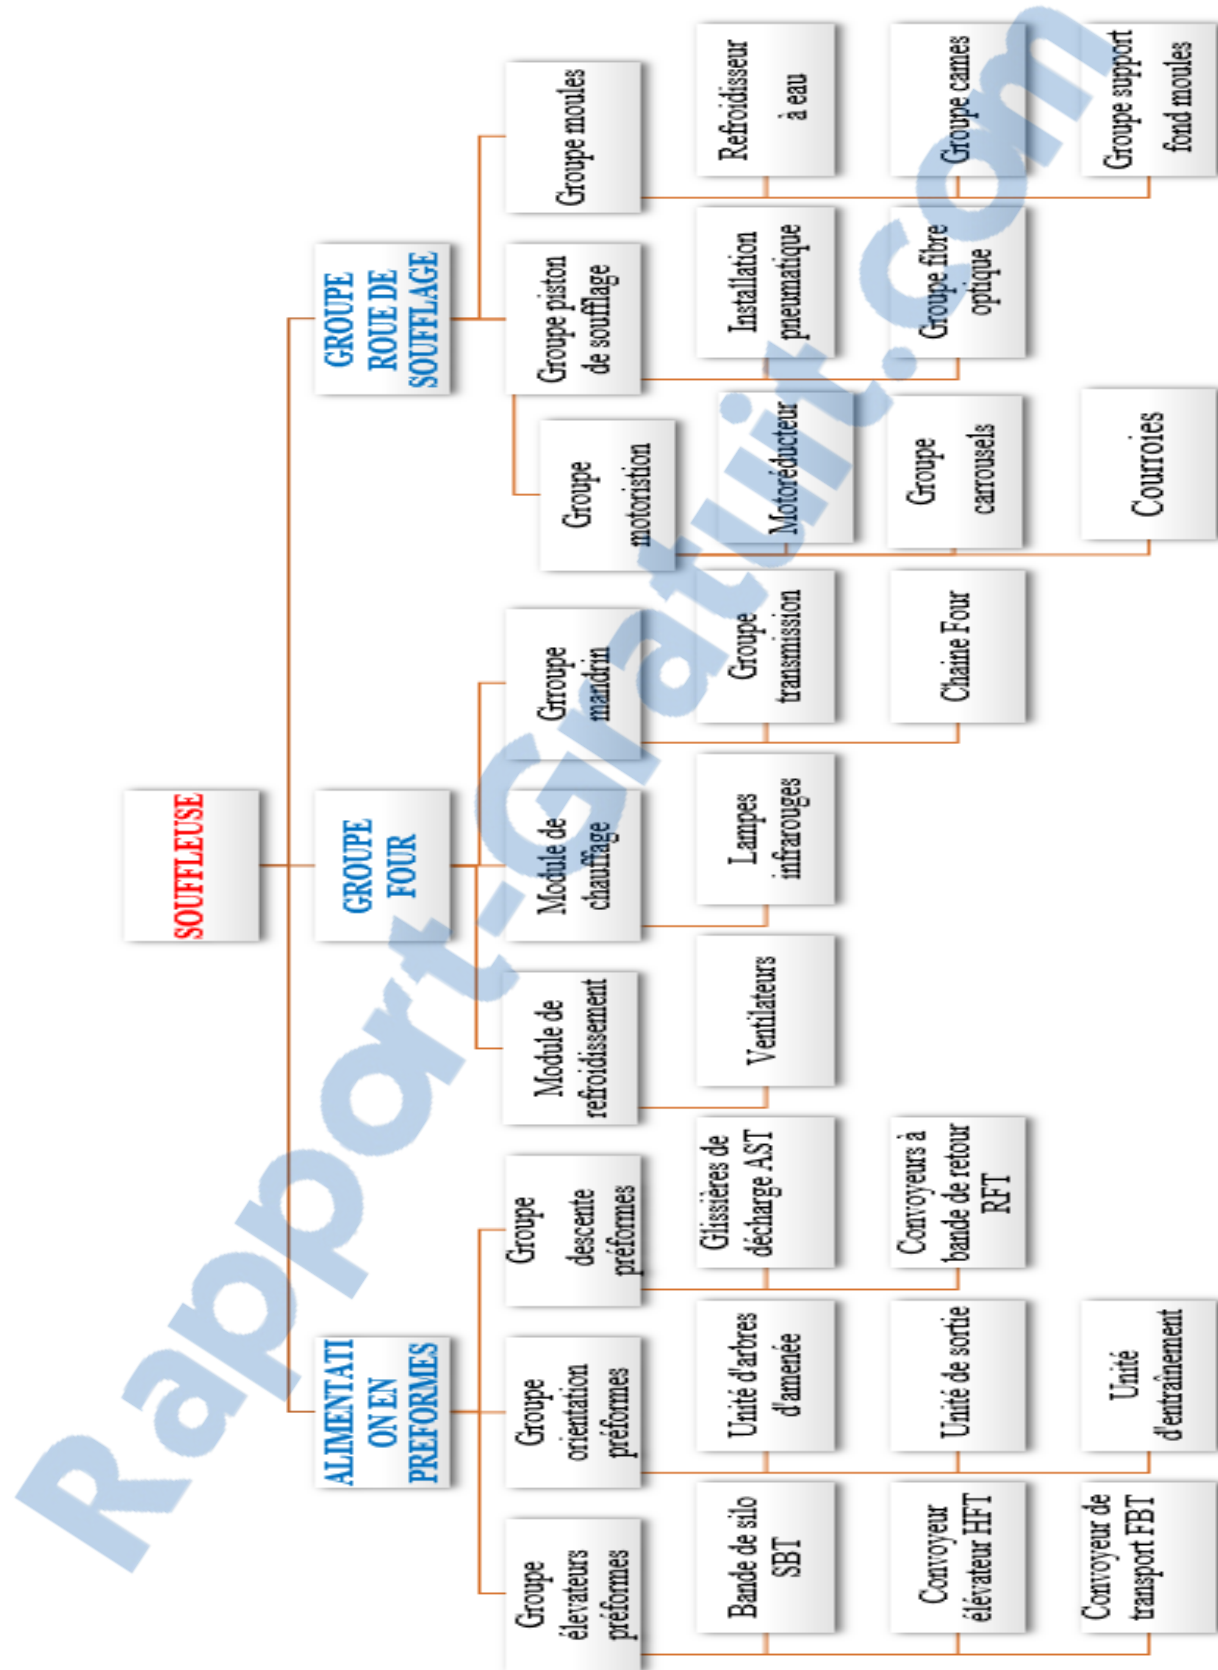 SOUFFLEUSE
ALIMENTATI
ON EN
PREFORMES
GROUPE
FOUR
GROUPE
ROUE DE
SOUFFLAGE
Groupe
élevateurs
préformes
Groupe
orientation
préformes
Groupe
descente
préformes
Module de
refroidissement
Module de
chauffage
Grroupe
mandrin
Groupe
motoristion
Groupe piston
de soufflage
Groupe moules
Bande de silo
SBT
Unité d'arbres
d'amenée
Glissières de
décharge AST
Ventilateurs
Lampes
infrarouges
Groupe
transmission
Motoréducteur
Installation
pneumatique
Refroidisseur
à eau
Convoyeur
élévateur HFT
Unité de sortie
Convoyeurs à
bande de retour
RFT
Chaine Four
Groupe
carrousels
Groupe fibre
optique
Groupe cames
Convoyeur de
transport FBT
Unité
d'entraînement
Courroies
Groupe support
fond moules
Rapport-Gratuit.com